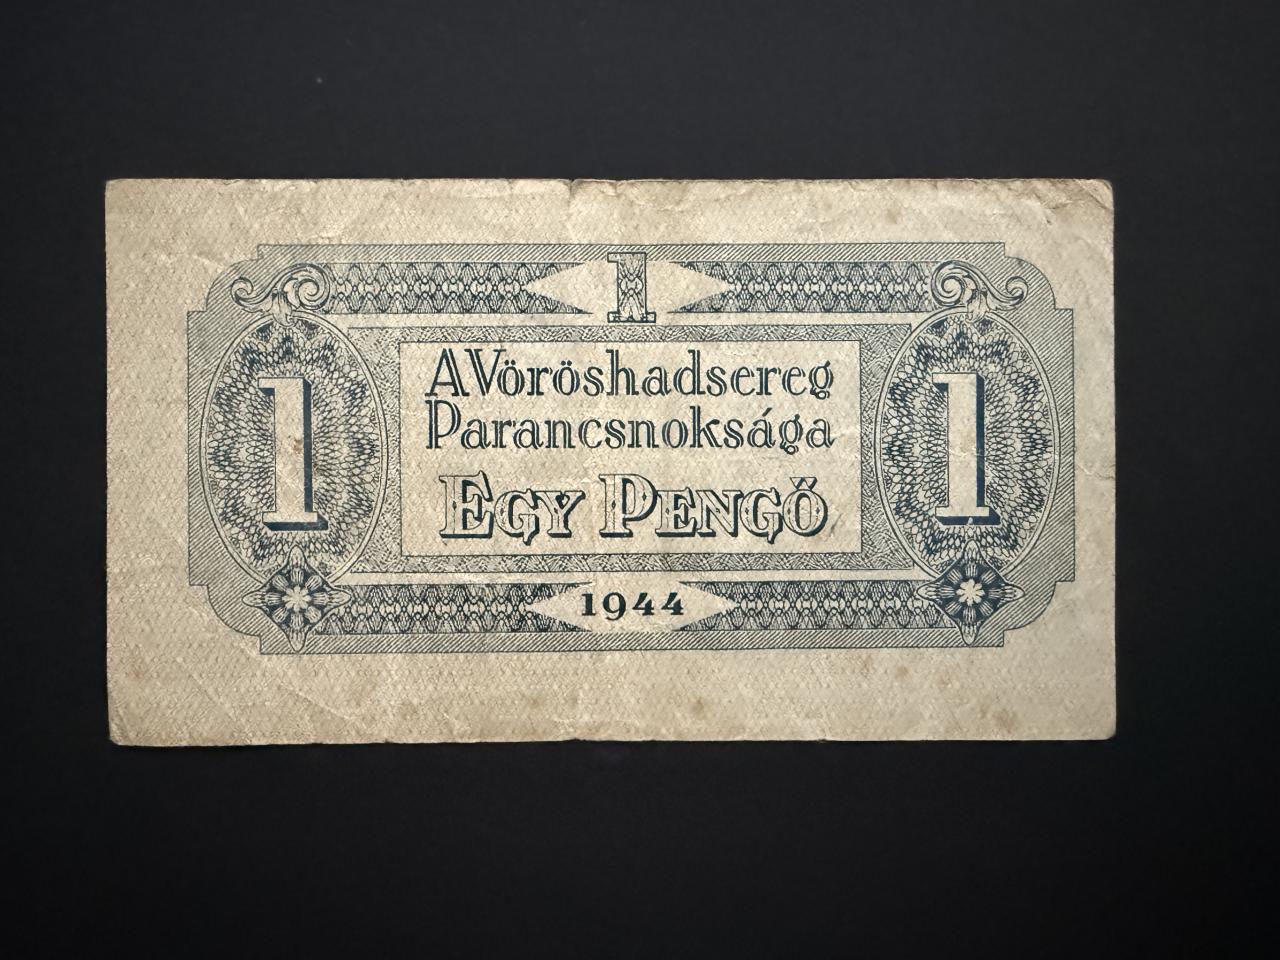 1
A Vöröshadsereg
Parancsnoksága
1
1
EGY PENGŐ
1944